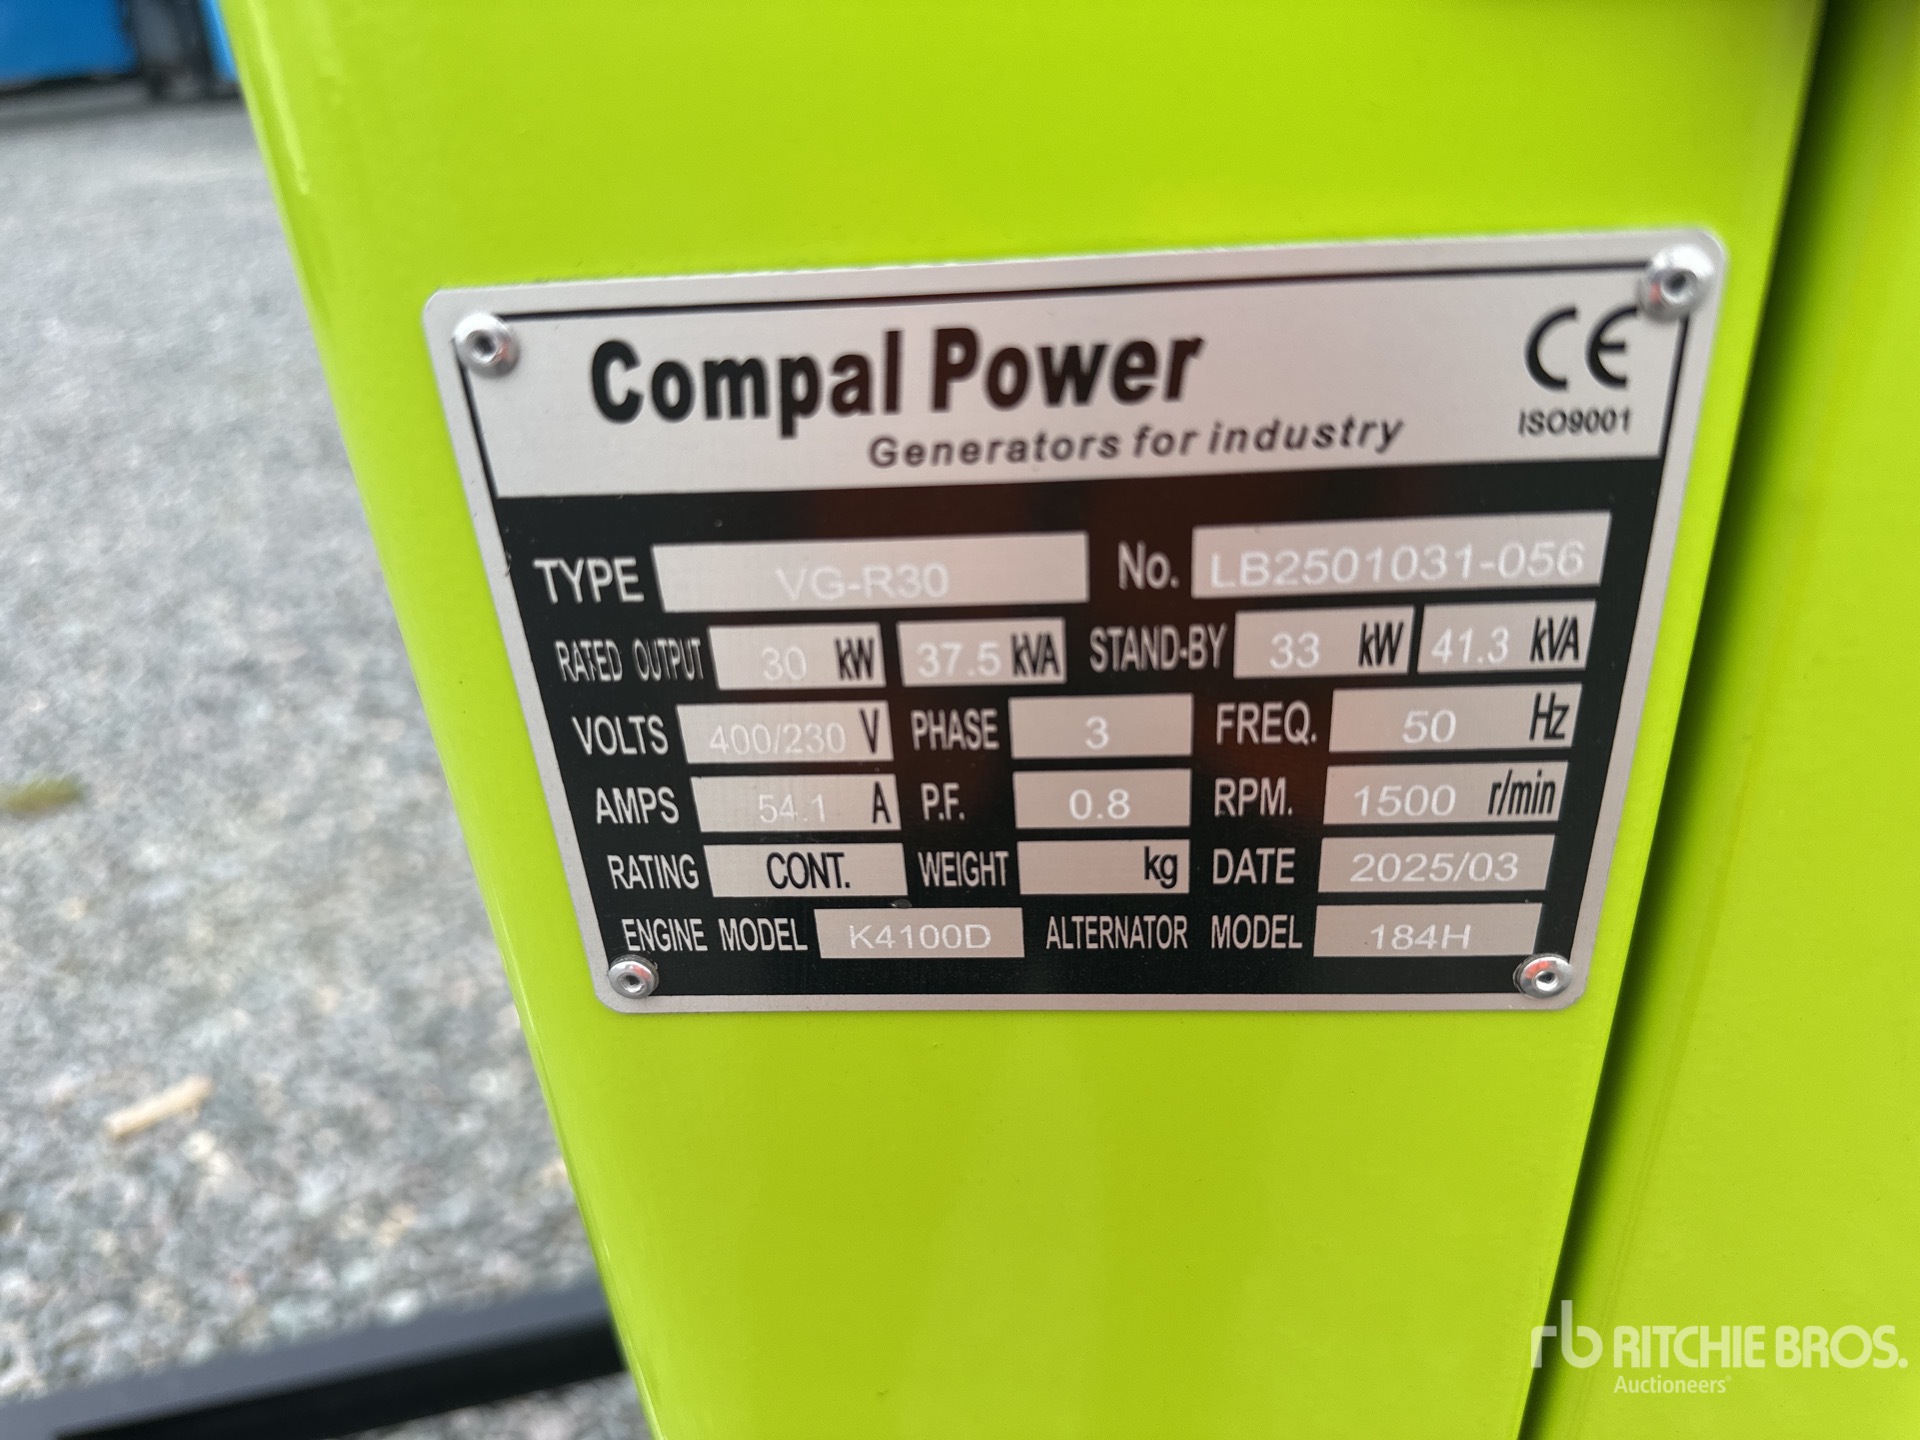 Compal Power
Generators for industry
CE
ISO9001
TYPE VG-R30 No. LB2501031-056
RATED OUTPUT 30 kW 37.5 kVA STAND-BY 33 kW 41.3 kVA
VOLTS 400/230 V PHASE 3 FREQ. 50 Hz
AMPS 54.1 A P.F. 0.8 RPM. 1500 r/min
RATING CONT. WEIGHT kg DATE 2025/03
ENGINE MODEL K4100D ALTERNATOR MODEL 184H
rb RITCHIE BROS.
Auctioneers